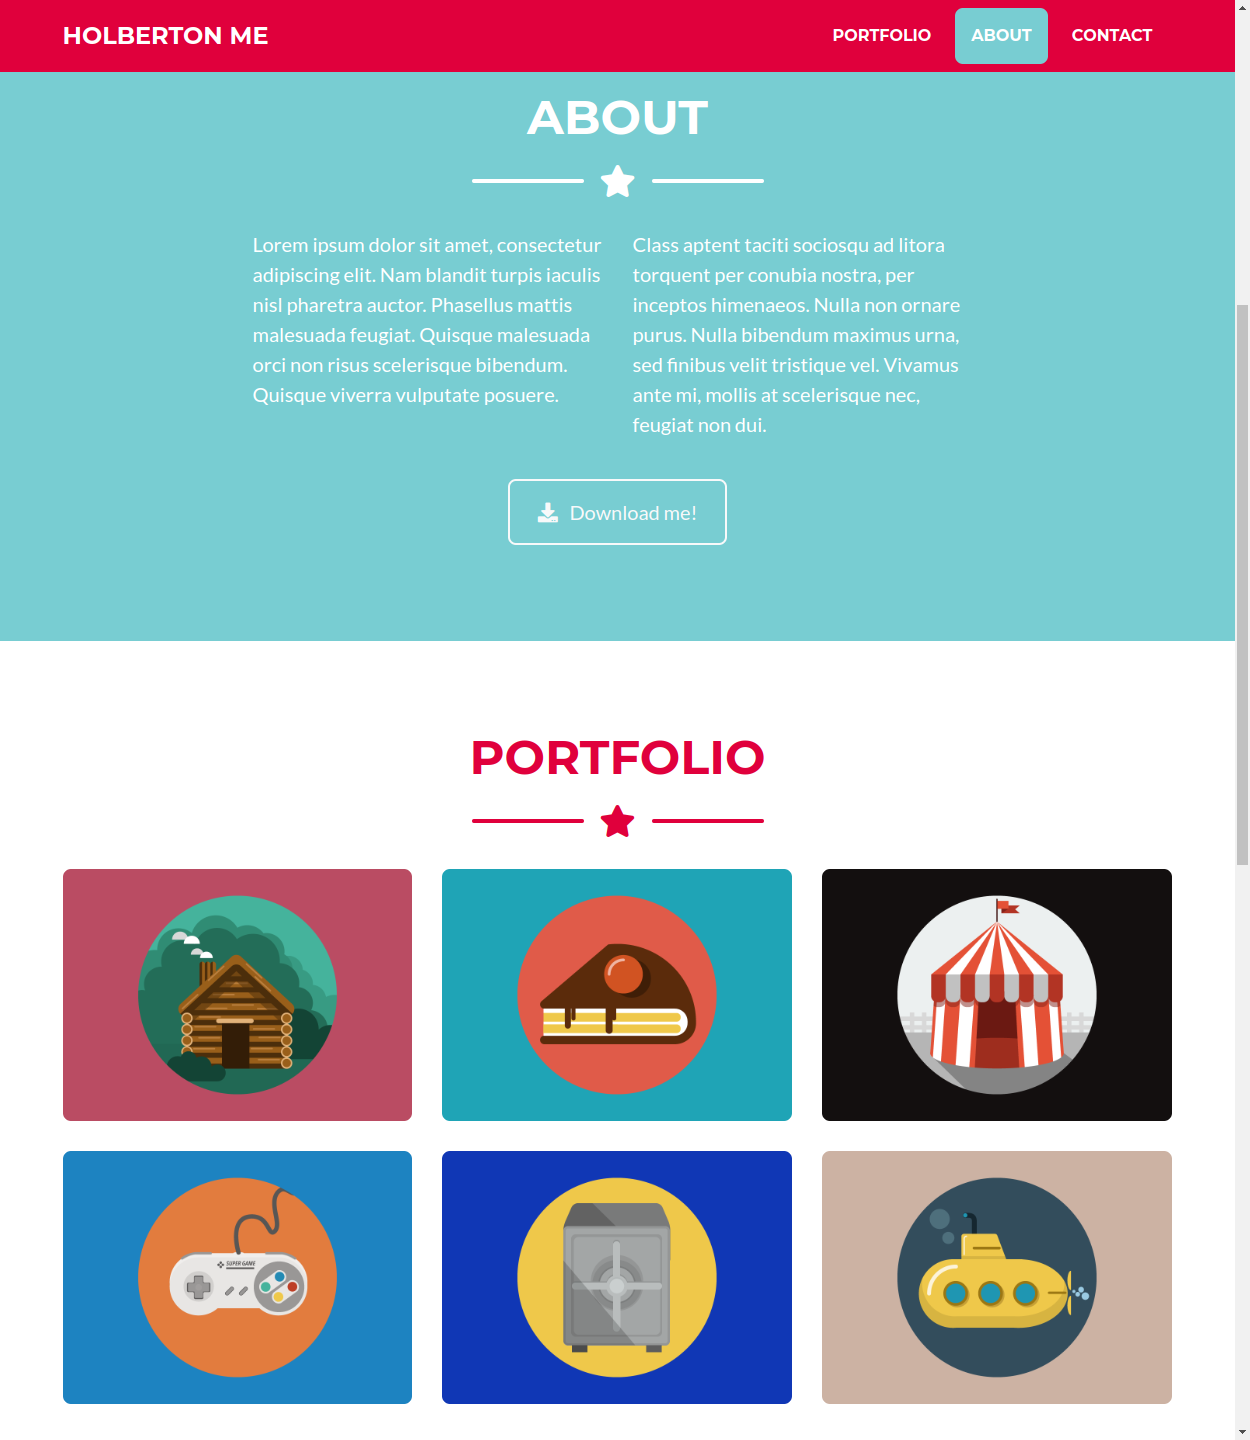 HOLBERTON ME
PORTFOLIO
ABOUT
CONTACT
ABOUT
Lorem ipsum dolor sit amet, consectetur
adipiscing elit. Nam blandit turpis iaculis
nisl pharetra auctor. Phasellus mattis
malesuada feugiat. Quisque malesuada
orci non risus scelerisque bibendum.
Quisque viverra vulputate posuere.
Class aptent taciti sociosqu ad litora
torquent per conubia nostra, per
inceptos himenaeos. Nulla non ornare
purus. Nulla bibendum maximus urna,
sed finibus velit tristique vel. Vivamus
ante mi, mollis at scelerisque nec,
feugiat non dui.
Download me!
PORTFOLIO
SUPER GAME